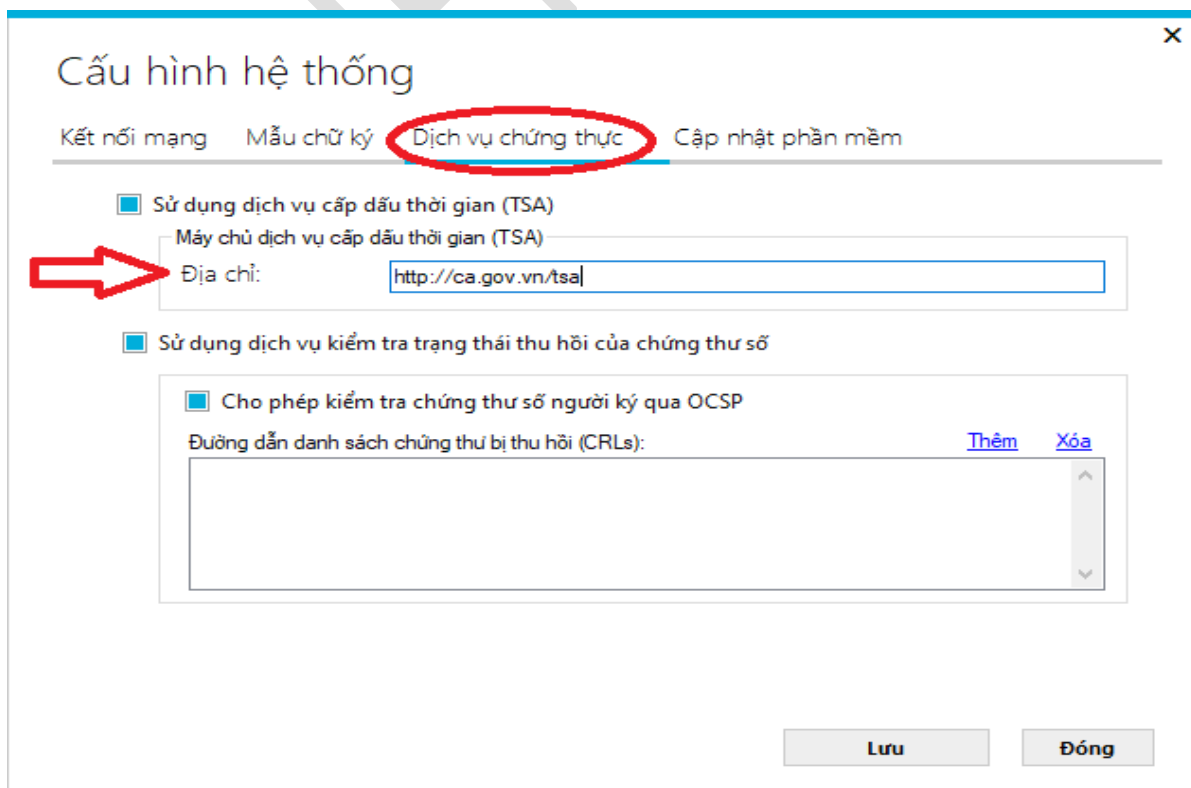 Cấu hình hệ thống
Kết nối mạng Mẫu chữ ký Dịch vụ chứng thực Cập nhật phần mềm
Sử dụng dịch vụ cấp dấu thời gian (TSA)
Máy chủ dịch vụ cấp dấu thời gian (TSA)
Địa chỉ: http://ca.gov.vn/tsa
Sử dụng dịch vụ kiểm tra trạng thái thu hồi của chứng thư số
Cho phép kiểm tra chứng thư số người ký qua OCSP
Đường dẫn danh sách chứng thư bị thu hồi (CRLs): Thêm Xóa
Lưu Đóng